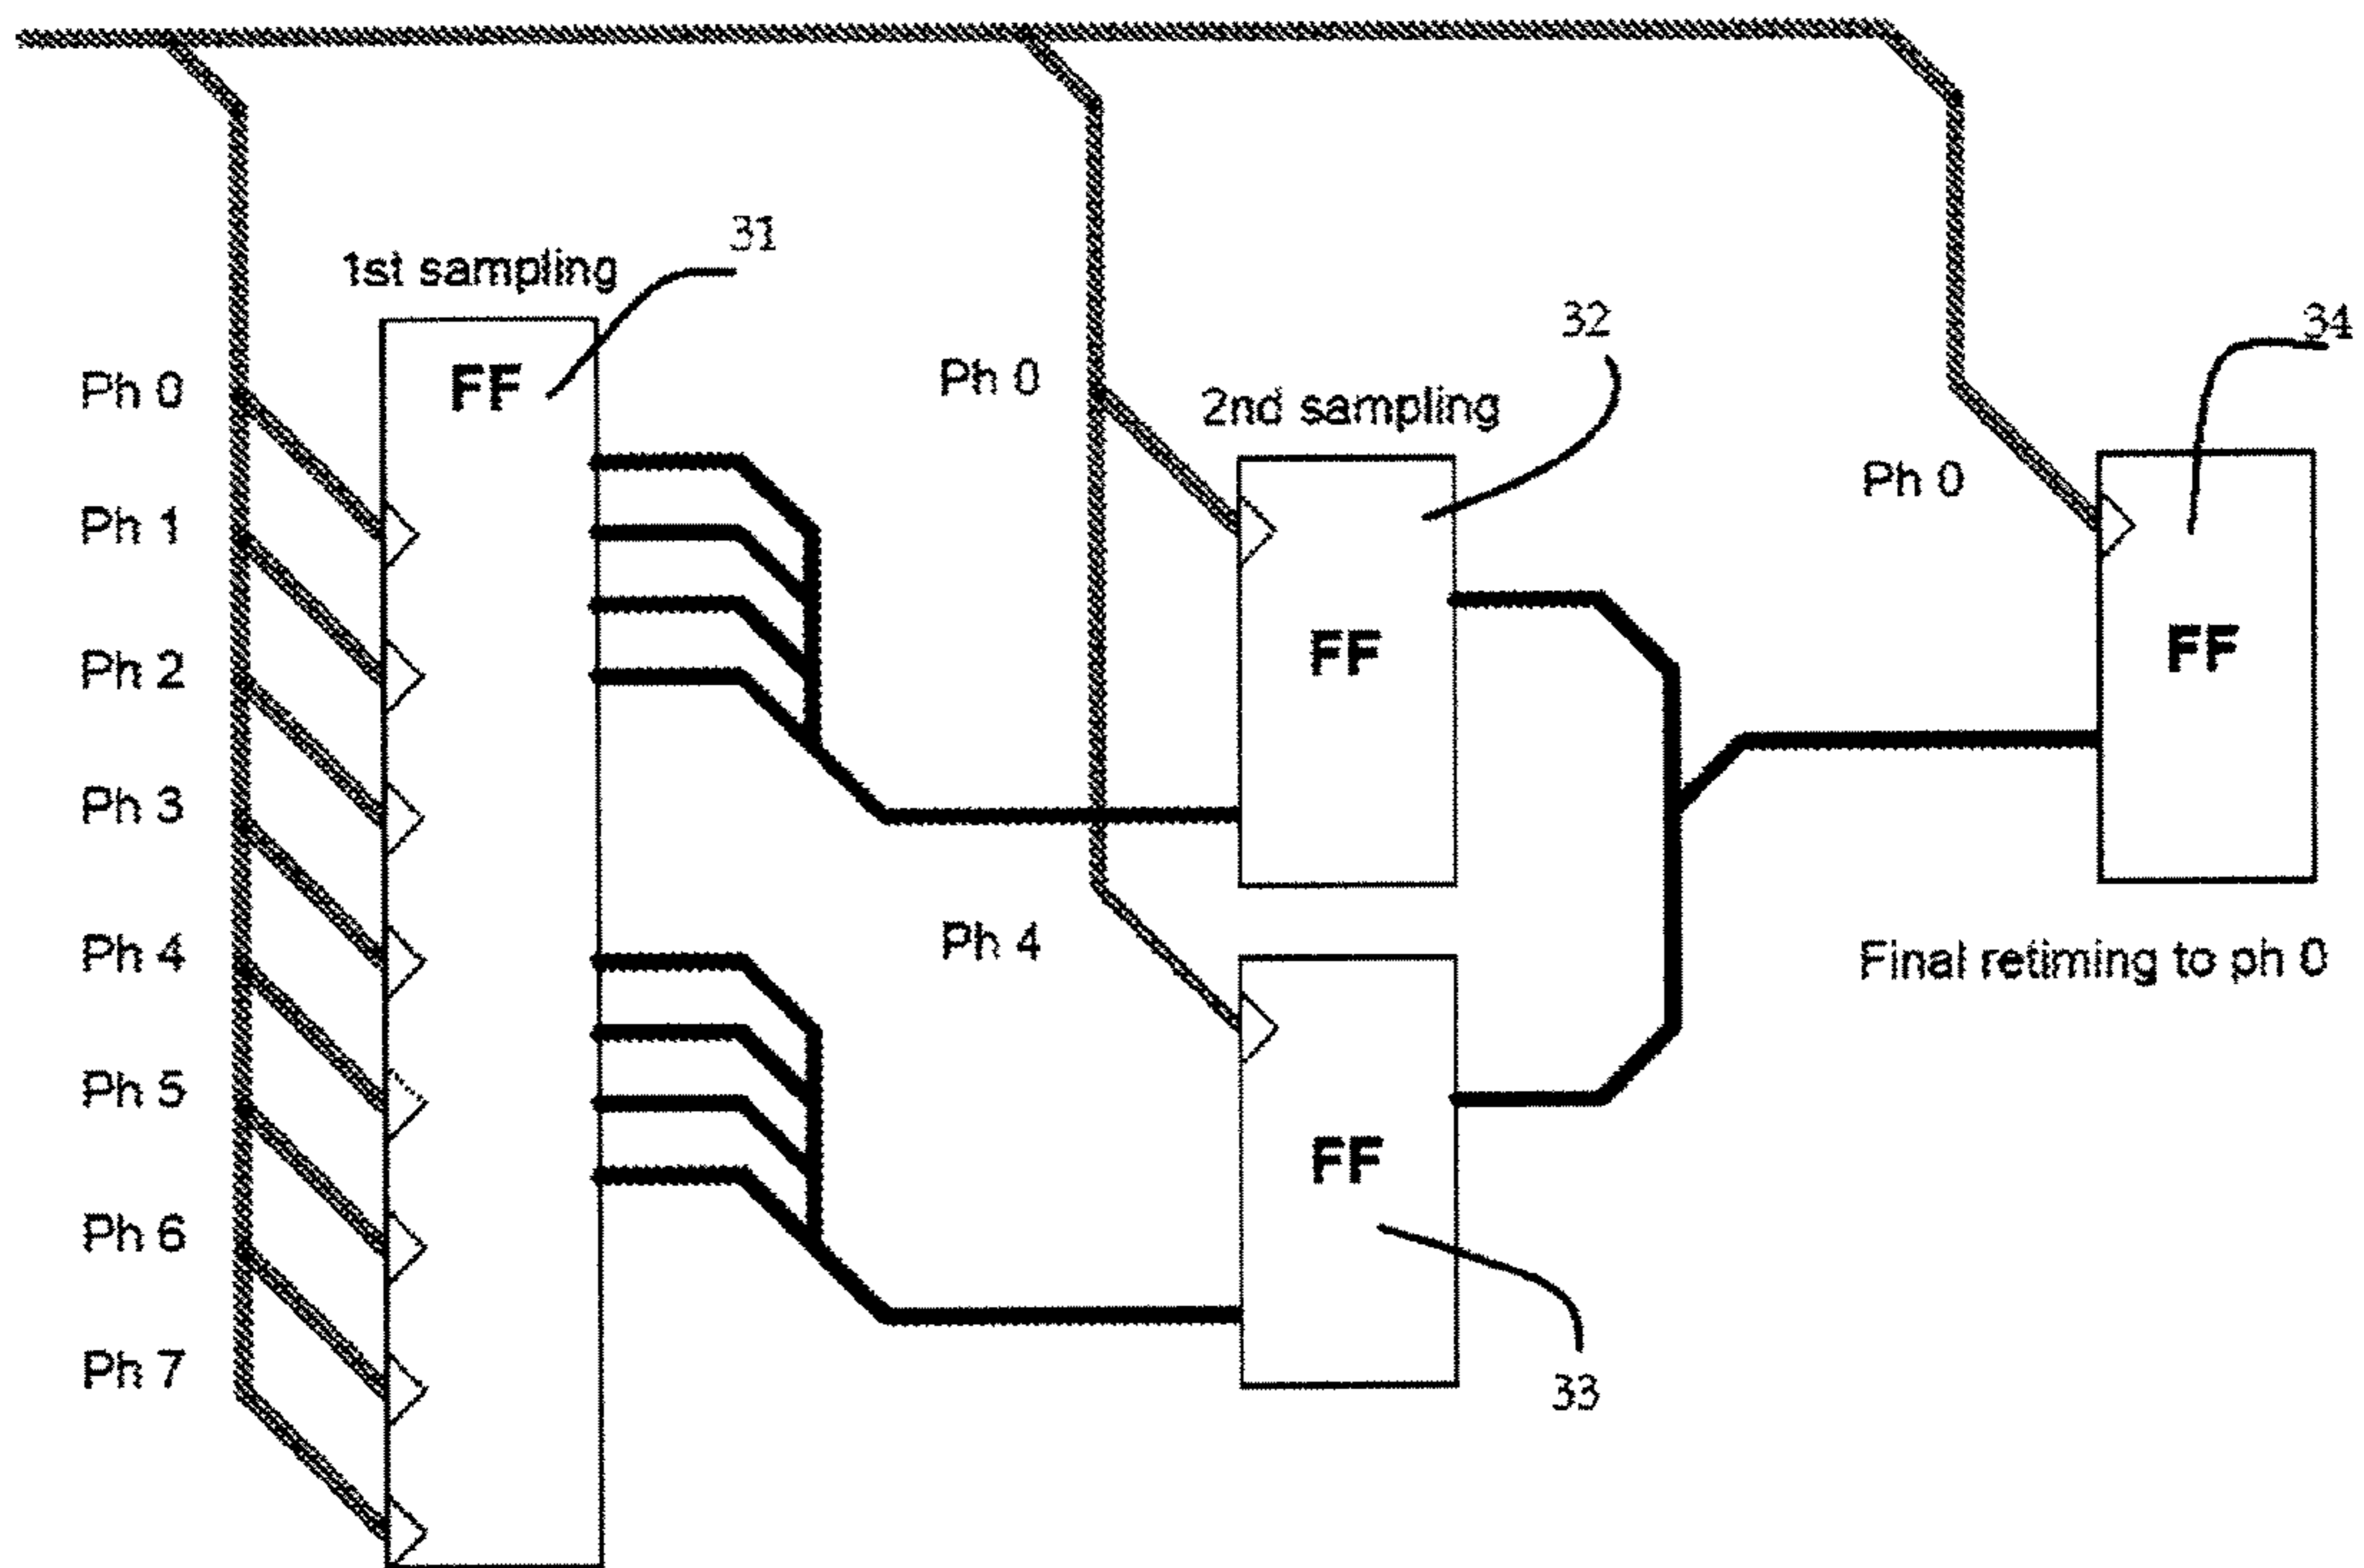 31
1st sampling
32
34
FF
Ph 0
Ph 0
2nd sampling
Ph 0
Ph 1
FF
FF
Ph 2
Ph 3
Ph 4
Ph 4
Final retiming to ph 0
Ph 5
FF
Ph 6
Ph 7
33